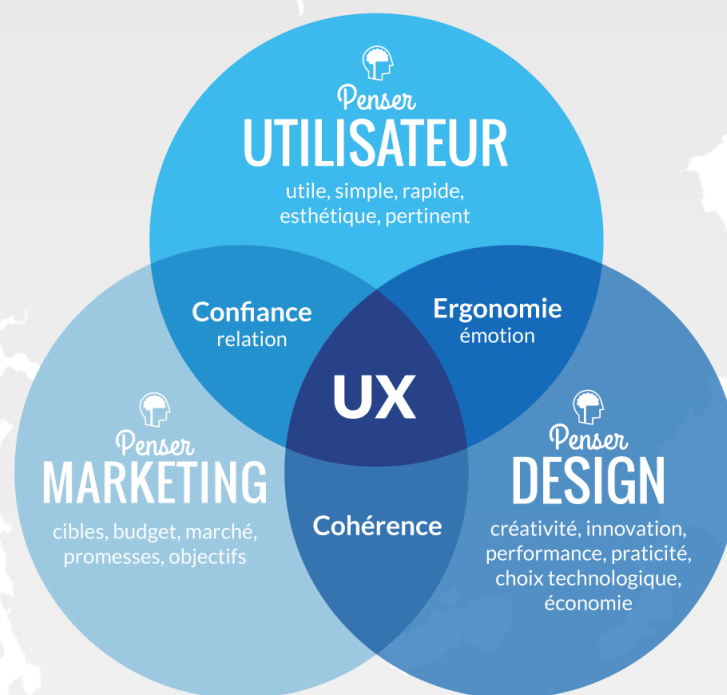 Penser
UTILISATEUR
utile, simple, rapide,
esthétique, pertinent
Confiance
relation
Ergonomie
émotion
UX
Penser
MARKETING
cibles, budget, marché,
promesses, objectifs
Cohérence
Penser
DESIGN
créativité, innovation,
performance, praticité,
choix technologique,
économie